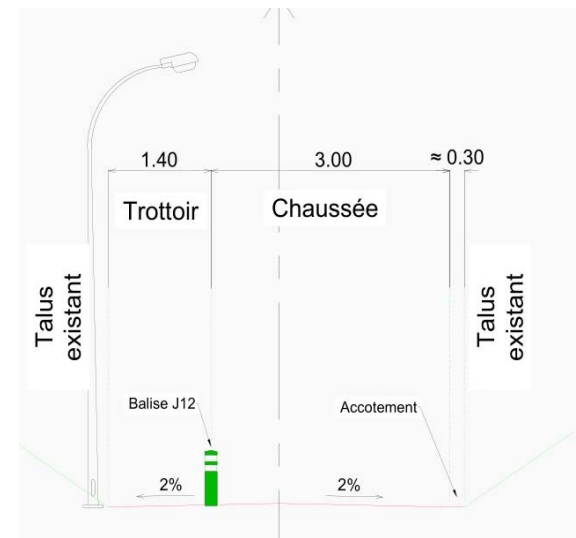 1.40
3.00
≈ 0.30
Trottoir
Chaussée
Talus
existant
Talus
existant
Balise J12
Accotement
2%
2%